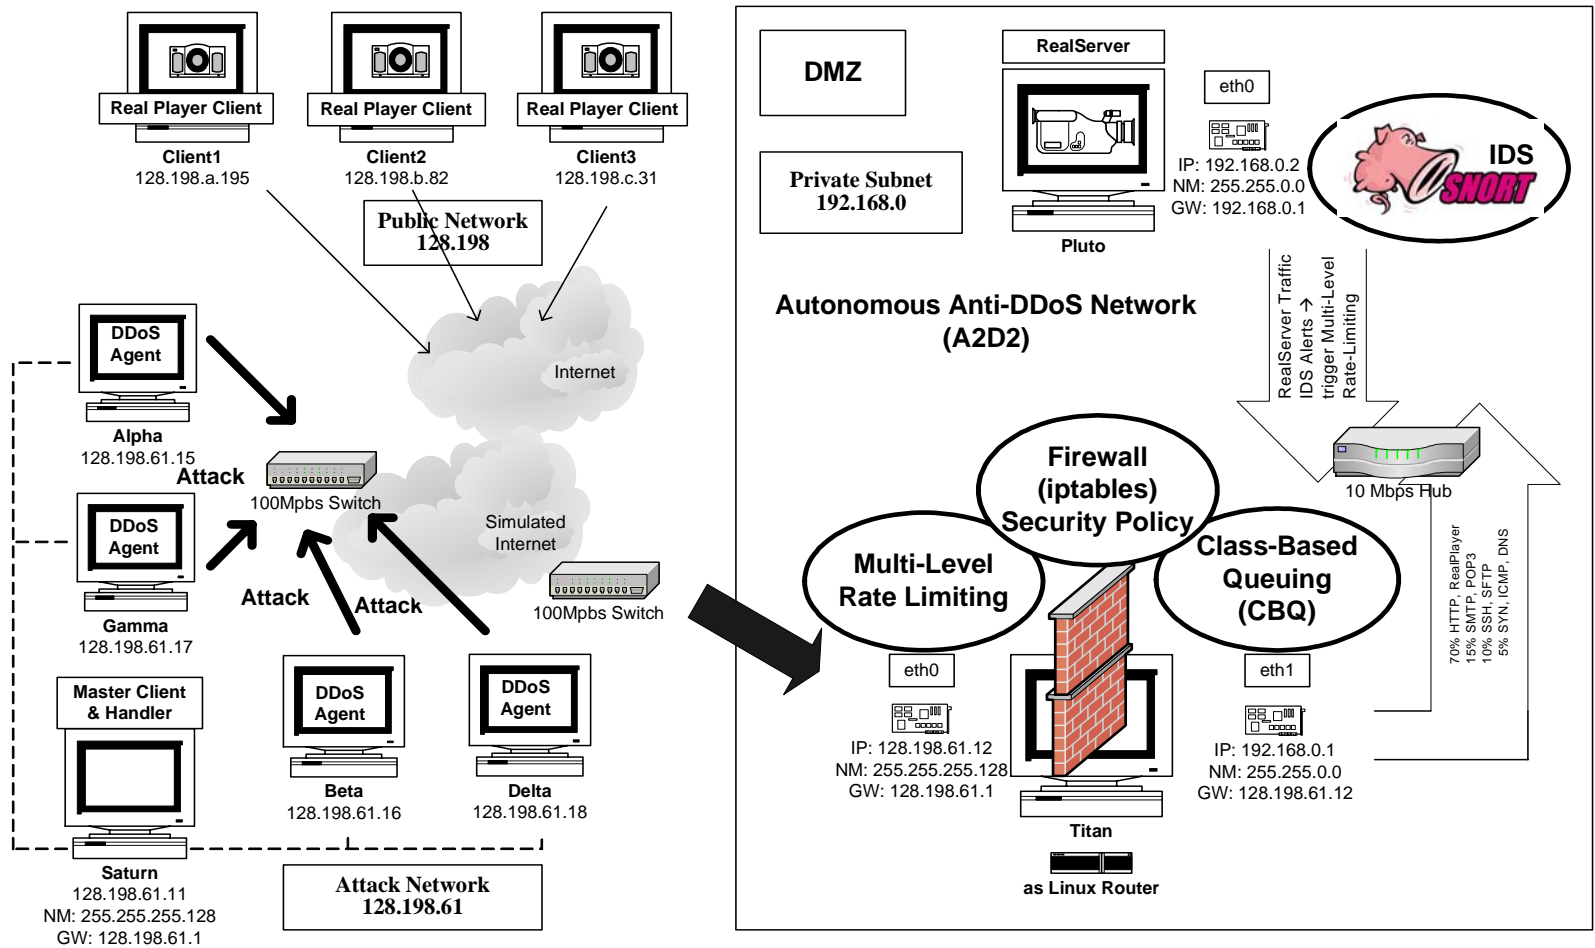 Real Player Client
Client1
128.198.a.195
Real Player Client
Client2
128.198.b.82
Real Player Client
Client3
128.198.c.31
Public Network
128.198
Internet
DDoS
Agent
Alpha
128.198.61.15
Attack
100Mpbs Switch
DDoS
Agent
Gamma
128.198.61.17
Attack
Attack
Simulated
Internet
100Mpbs Switch
Master Client
& Handler
Saturn
128.198.61.11
NM: 255.255.255.128
GW: 128.198.61.1
DDoS
Agent
Beta
128.198.61.16
DDoS
Agent
Delta
128.198.61.18
Attack Network
128.198.61
DMZ
Private Subnet
192.168.0
RealServer
Pluto
eth0
IP: 192.168.0.2
NM: 255.255.0.0
GW: 192.168.0.1
IDS
SNORT
Autonomous Anti-DDoS Network
(A2D2)
RealServer Traffic
IDS Alerts →
trigger Multi-Level
Rate-Limiting
10 Mbps Hub
70% HTTP, RealPlayer
15% SMTP, POP3
10% SSH, SFTP
5% SYN, ICMP, DNS
Firewall
(iptables)
Security Policy
Multi-Level
Rate Limiting
Class-Based
Queuing
(CBQ)
eth0
IP: 128.198.61.12
NM: 255.255.255.128
GW: 128.198.61.1
eth1
IP: 192.168.0.1
NM: 255.255.0.0
GW: 128.198.61.12
Titan
as Linux Router